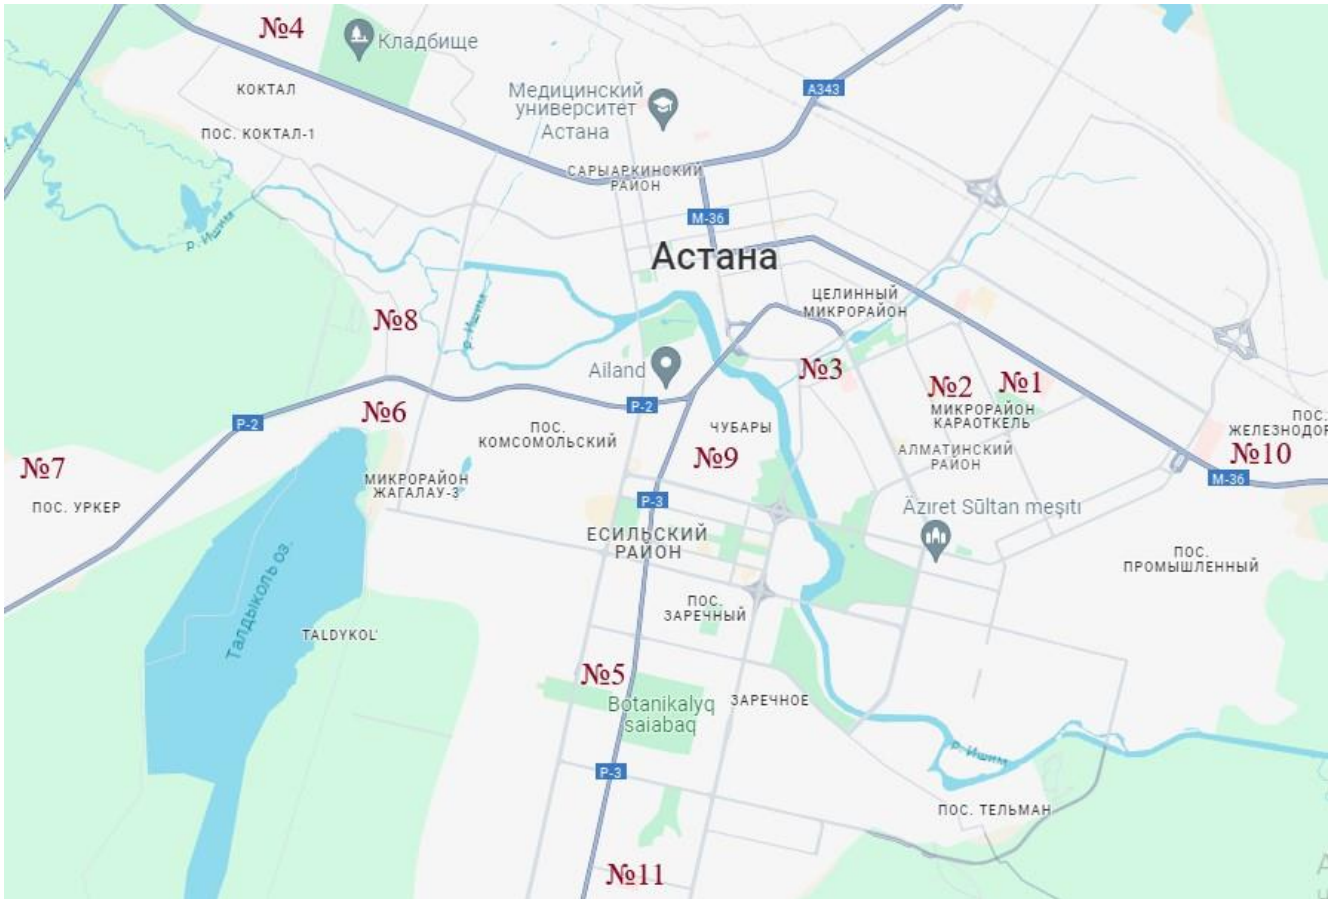 №4
Кладбище
КОКТАЛ
ПОС. КОКТАЛ-1
Медицинский
университет
Астана
A343
САРЫАРКИНСКИЙ
РАЙОН
М-36
р. Ишим
Астана
ЦЕЛИННЫЙ
МИКРОРАЙОН
№8
р. Ишим
Ailand
№3
№2
№1
МИКРОРАЙОН
КАРАОТКЕЛЬ
Р-2
№6
Р-2
ПОС.
КОМСОМОЛЬСКИЙ
ЧУБАРЫ
ПОС.
ЖЕЛЕЗНОДОР
№7
ПОС. УРКЕР
МИКРОРАЙОН
ЖАГАЛАУ-3
№9
АЛМАТИНСКИЙ
РАЙОН
№10
М-36
Р-3
Äziret Sūltan meşıtı
ЕСИЛЬСКИЙ
РАЙОН
ПОС.
ПРОМЫШЛЕННЫЙ
Талдыколь оз.
TALDYKOL'
ПОС.
ЗАРЕЧНЫЙ
№5
Botanikalyq
saiabaq
ЗАРЕЧНОЕ
р. Ишим
Р-3
ПОС. ТЕЛЬМАН
№11